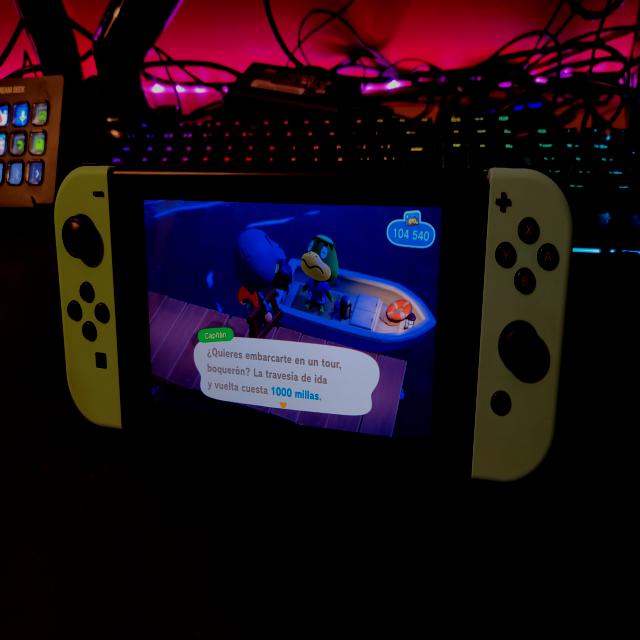 104 540
Capitán
¿Quieres embarcarte en un tour,
boquerón? La travesía de ida
y vuelta cuesta 1000 millas.
X
Y
A
B